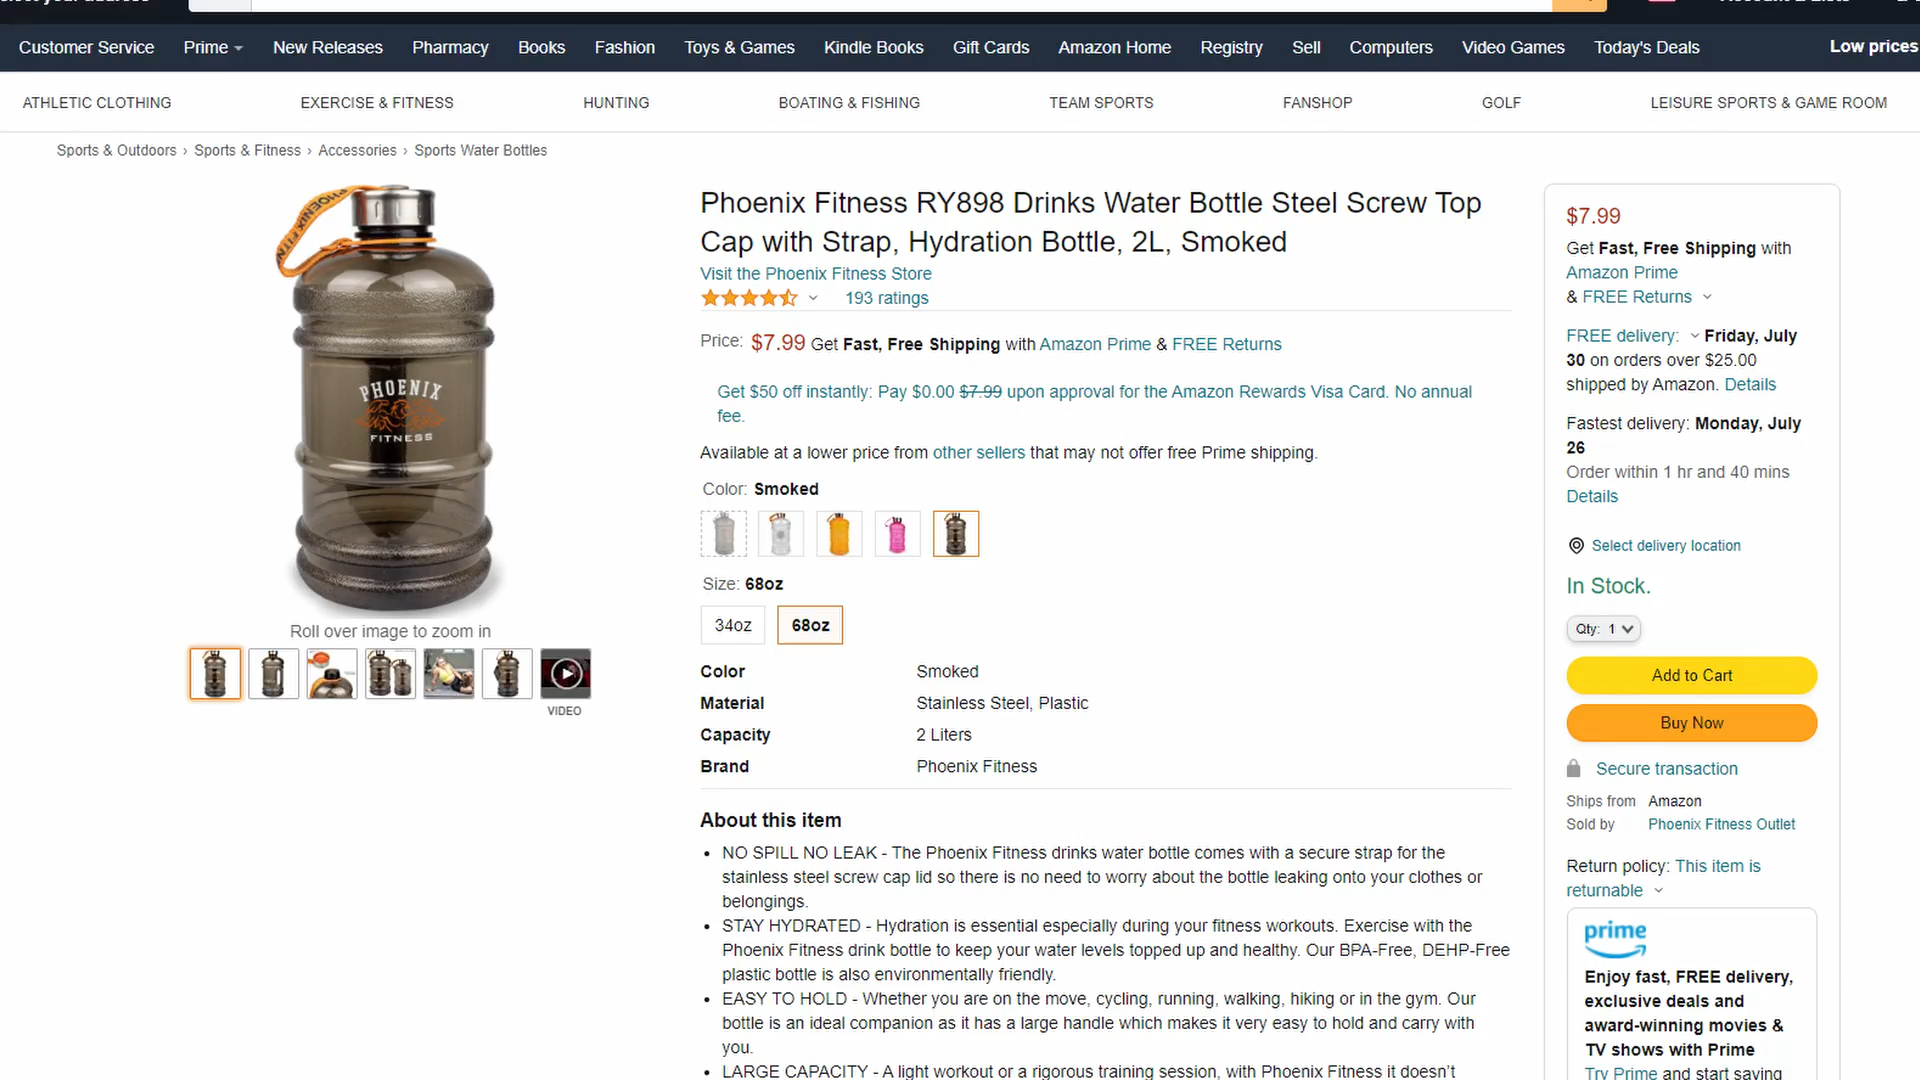 Customer Service Prime New Releases Pharmacy Books Fashion Toys & Games Kindle Books Gift Cards Amazon Home Registry Sell Computers Video Games Today's Deals Low prices
ATHLETIC CLOTHING EXERCISE & FITNESS HUNTING BOATING & FISHING TEAM SPORTS FANSHOP GOLF LEISURE SPORTS & GAME ROOM
Sports & Outdoors › Sports & Fitness › Accessories › Sports Water Bottles
PHOENIX
FITNESS
Roll over image to zoom in
VIDEO
Phoenix Fitness RY898 Drinks Water Bottle Steel Screw Top
Cap with Strap, Hydration Bottle, 2L, Smoked
Visit the Phoenix Fitness Store
193 ratings
Price: $7.99 Get Fast, Free Shipping with Amazon Prime & FREE Returns
Get $50 off instantly: Pay $0.00 $7.99 upon approval for the Amazon Rewards Visa Card. No annual
fee.
Available at a lower price from other sellers that may not offer free Prime shipping.
Color: Smoked
Size: 68oz
34oz 68oz
Color Smoked
Material Stainless Steel, Plastic
Capacity 2 Liters
Brand Phoenix Fitness
About this item
• NO SPILL NO LEAK - The Phoenix Fitness drinks water bottle comes with a secure strap for the
stainless steel screw cap lid so there is no need to worry about the bottle leaking onto your clothes or
belongings.
• STAY HYDRATED - Hydration is essential especially during your fitness workouts. Exercise with the
Phoenix Fitness drink bottle to keep your water levels topped up and healthy. Our BPA-Free, DEHP-Free
plastic bottle is also environmentally friendly.
• EASY TO HOLD - Whether you are on the move, cycling, running, walking, hiking or in the gym. Our
bottle is an ideal companion as it has a large handle which makes it very easy to hold and carry with
you.
• LARGE CAPACITY - A light workout or a rigorous training session, with Phoenix Fitness it doesn't
$7.99
Get Fast, Free Shipping with
Amazon Prime
& FREE Returns
FREE delivery: Friday, July
30 on orders over $25.00
shipped by Amazon. Details
Fastest delivery: Monday, July
26
Order within 1 hr and 40 mins
Details
Select delivery location
In Stock.
Qty: 1
Add to Cart
Buy Now
Secure transaction
Ships from Amazon
Sold by Phoenix Fitness Outlet
Return policy: This item is
returnable
prime
Enjoy fast, FREE delivery,
exclusive deals and
award-winning movies &
TV shows with Prime
Try Prime and start saving